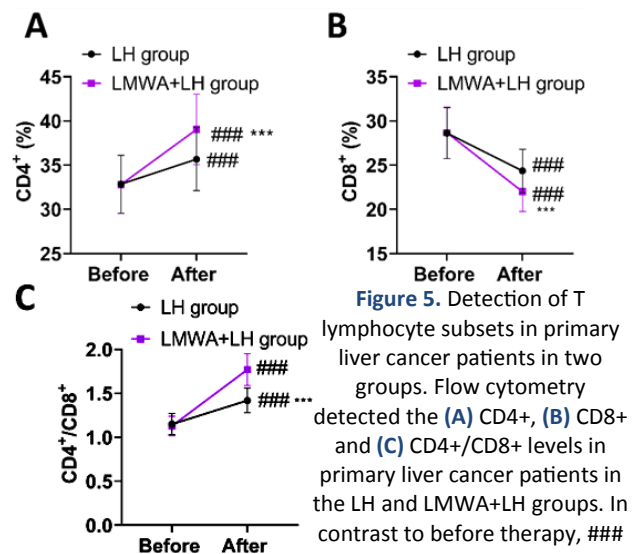 A
LH group
LMWA+LH group
CD4+ (%)
45
40
35
30
25
### ***
###
Before After
B
LH group
LMWA+LH group
CD8+ (%)
35
30
25
20
15
###
###
***
Before After
C
LH group
LMWA+LH group
CD4+/CD8+
2.0
1.5
1.0
0.5
0.0
###
### ***
Before After
Figure 5. Detection of T
lymphocyte subsets in primary
liver cancer patients in two
groups. Flow cytometry
detected the (A) CD4+, (B) CD8+
and (C) CD4+/CD8+ levels in
primary liver cancer patients in
the LH and LMWA+LH groups. In
contrast to before therapy, ###